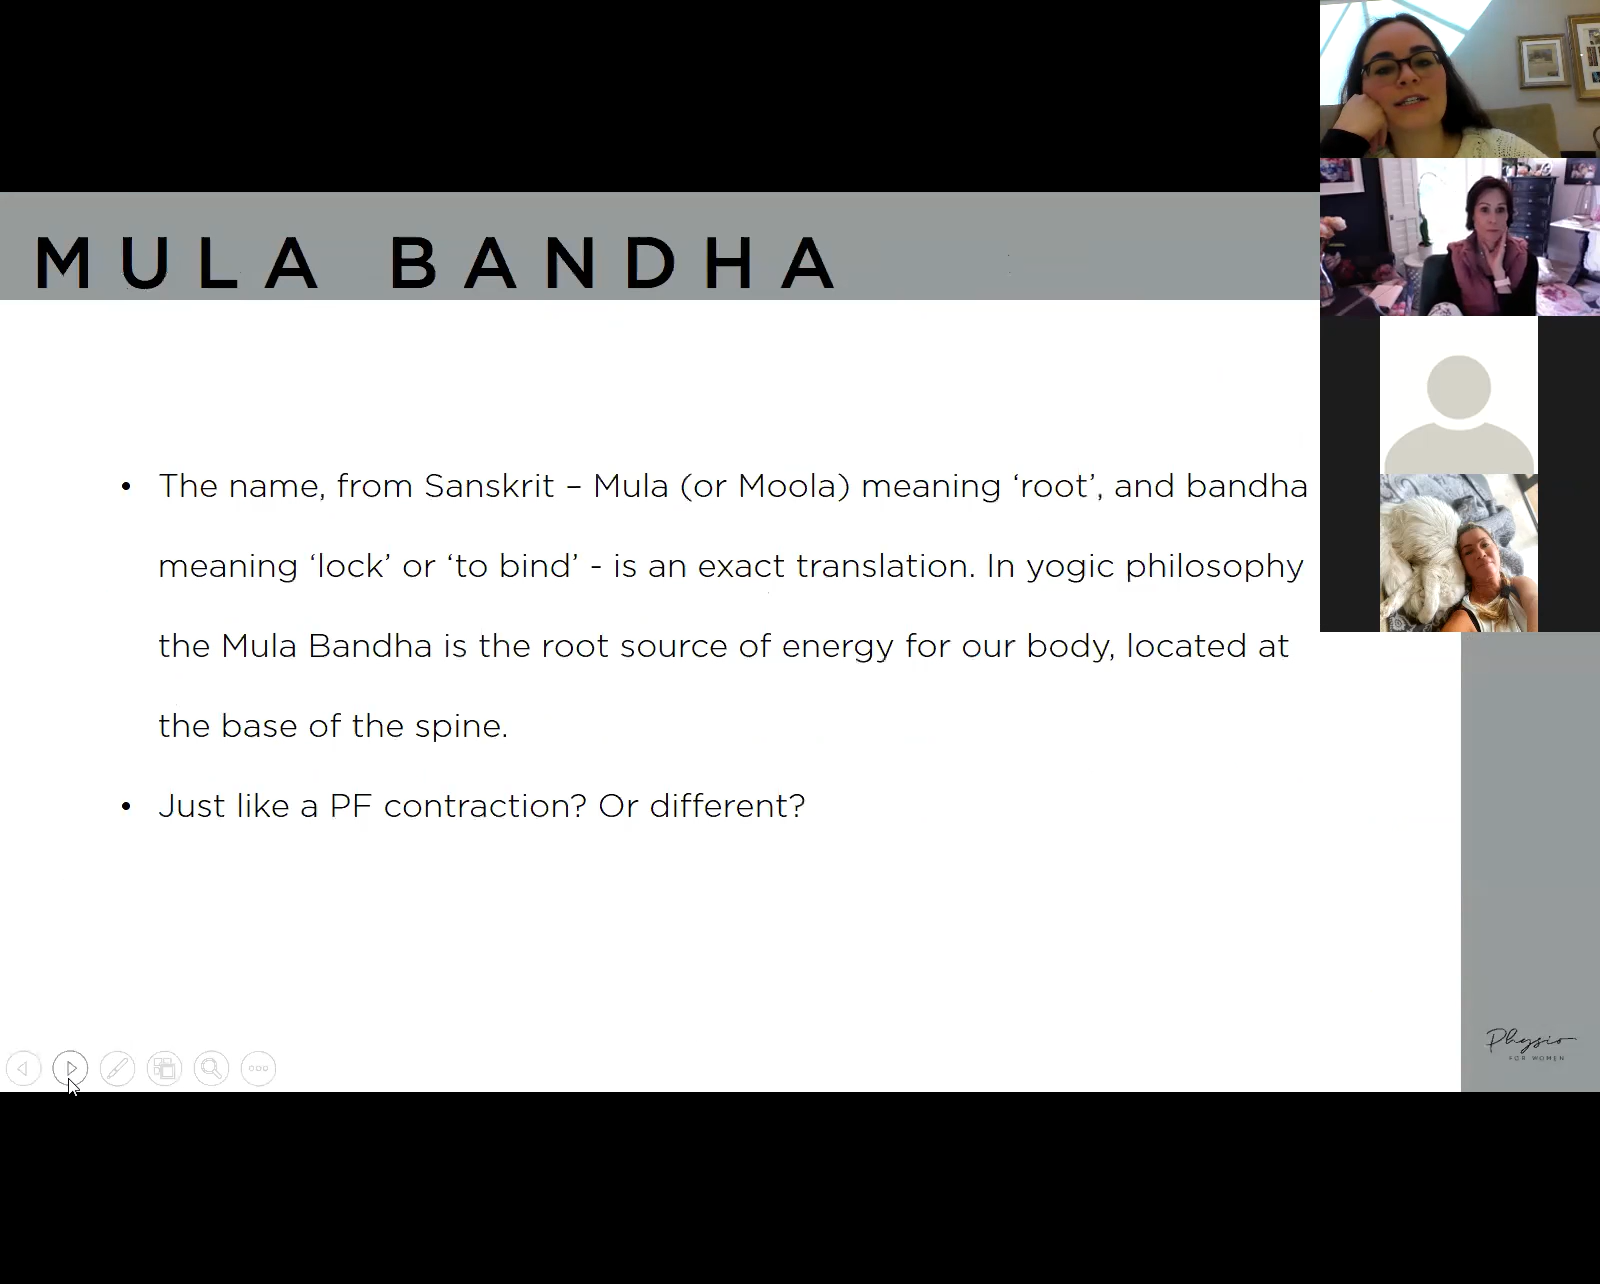 MULA BANDHA
• The name, from Sanskrit – Mula (or Moola) meaning ‘root’, and bandha
meaning ‘lock’ or ‘to bind’ - is an exact translation. In yogic philosophy
the Mula Bandha is the root source of energy for our body, located at
the base of the spine.
• Just like a PF contraction? Or different?
Physio
FOR WOMEN